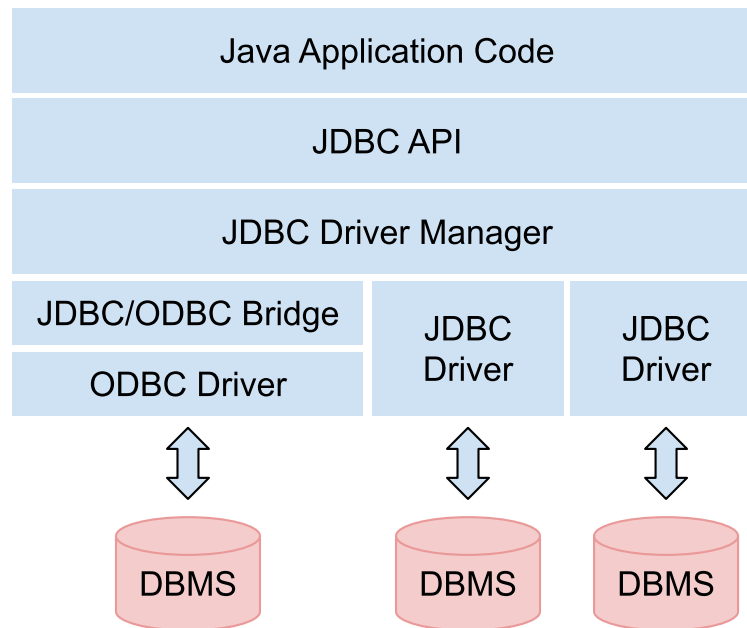 Java Application Code
JDBC API
JDBC Driver Manager
JDBC/ODBC Bridge
ODBC Driver
JDBC
Driver
JDBC
Driver
DBMS
DBMS
DBMS